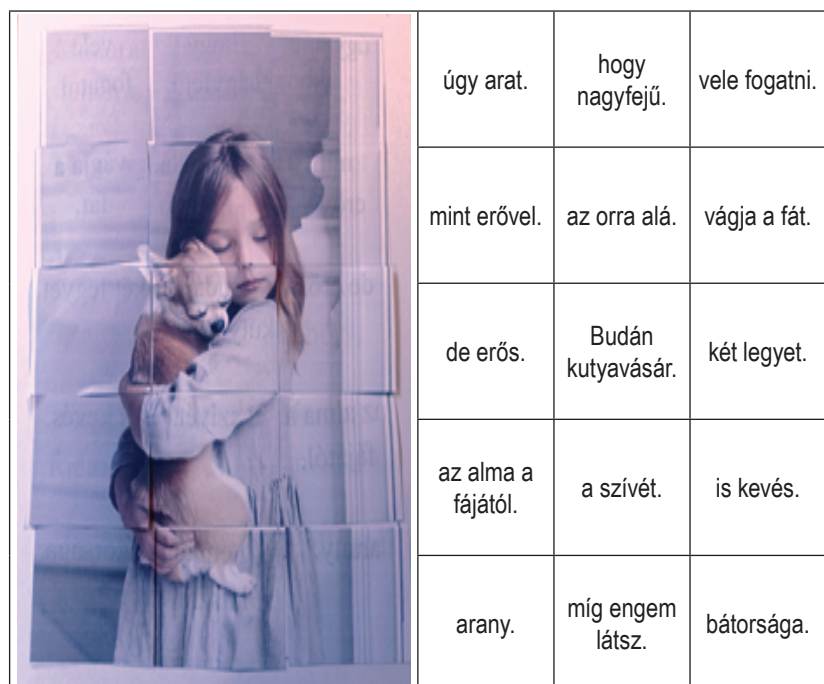 úgy arat.
hogy
nagyfejű.
vele fogatni.
mint erővel.
az orra alá.
vágja a fát.
de erős.
Budán
kutyavásár.
két legyet.
az alma a
fájától.
a szívét.
is kevés.
arany.
míg engem
látsz.
bátorsága.